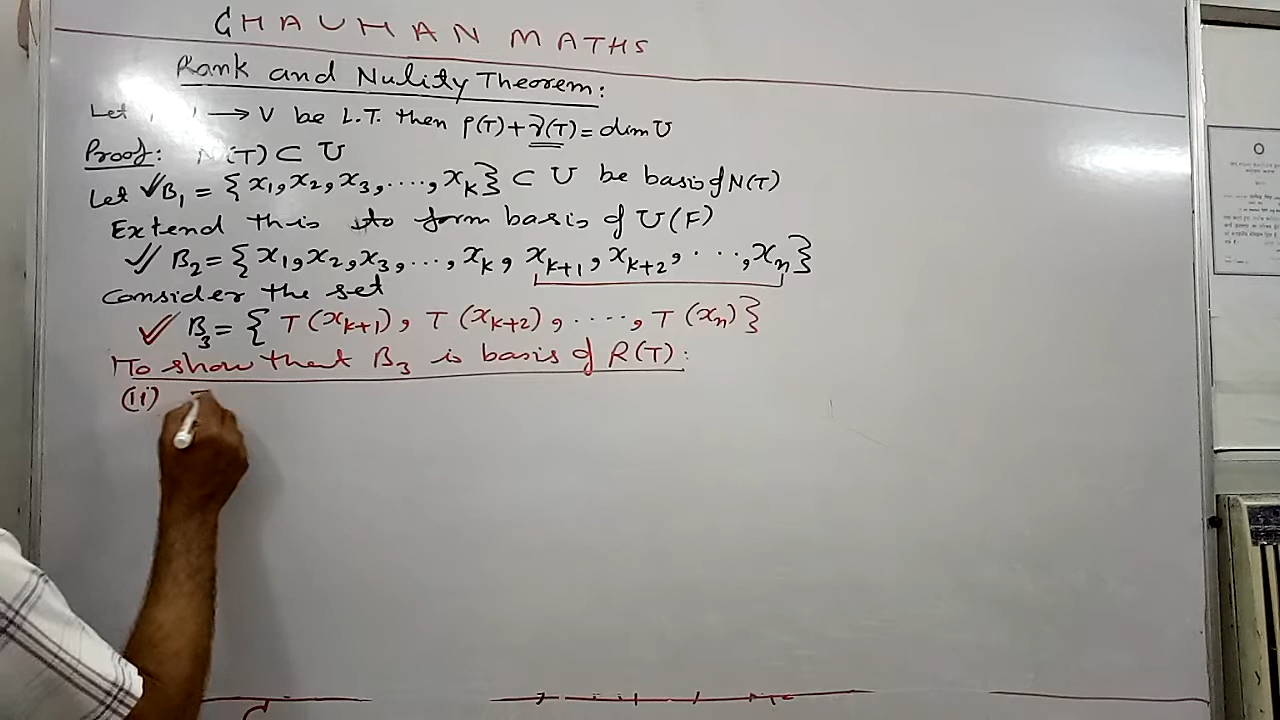 CHAUHAN MATHS
Rank and Nulity Theorem:
Let → V be L.T. then ρ(T)+ν(T)=dim U
Proof: N(T) ⊂ U
Let ✓B₁ = {x₁, x₂, x₃, ...., x_k} ⊂ U be basis of N(T)
Extend this to form basis of U(F)
✓ B₂ = {x₁, x₂, x₃, ..., x_k, x_{k+1}, x_{k+2}, ...., x_n}
Consider the set
✓ B₃ = { T(x_{k+1}), T(x_{k+2}), ...., T(x_n)}
To show that B₃ is basis of R(T):
(ii)